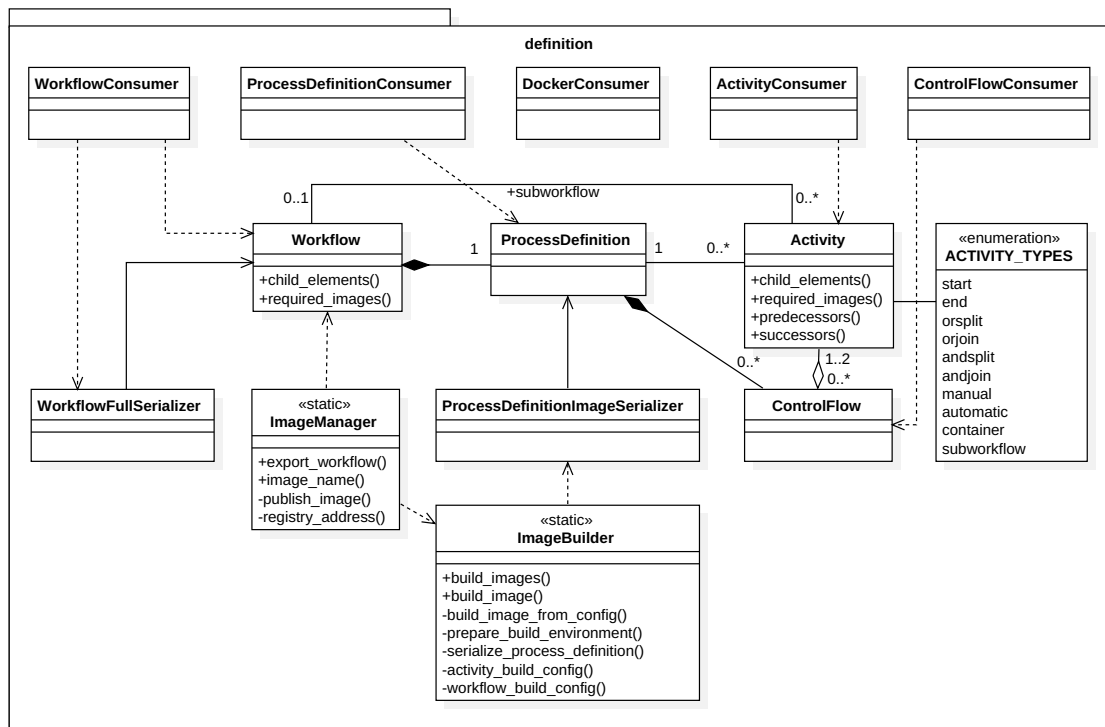 definition
WorkflowConsumer
ProcessDefinitionConsumer
DockerConsumer
ActivityConsumer
ControlFlowConsumer
0..1
+subworkflow
0..*
Workflow
+child_elements()
+required_images()
1
ProcessDefinition
1
0..*
Activity
+child_elements()
+required_images()
+predecessors()
+successors()
«enumeration»
ACTIVITY_TYPES
start
end
orsplit
orjoin
andsplit
andjoin
manual
automatic
container
subworkflow
0..*
1..2
0..*
WorkflowFullSerializer
«static»
ImageManager
+export_workflow()
+image_name()
-publish_image()
-registry_address()
ProcessDefinitionImageSerializer
ControlFlow
«static»
ImageBuilder
+build_images()
+build_image()
-build_image_from_config()
-prepare_build_environment()
-serialize_process_definition()
-activity_build_config()
-workflow_build_config()